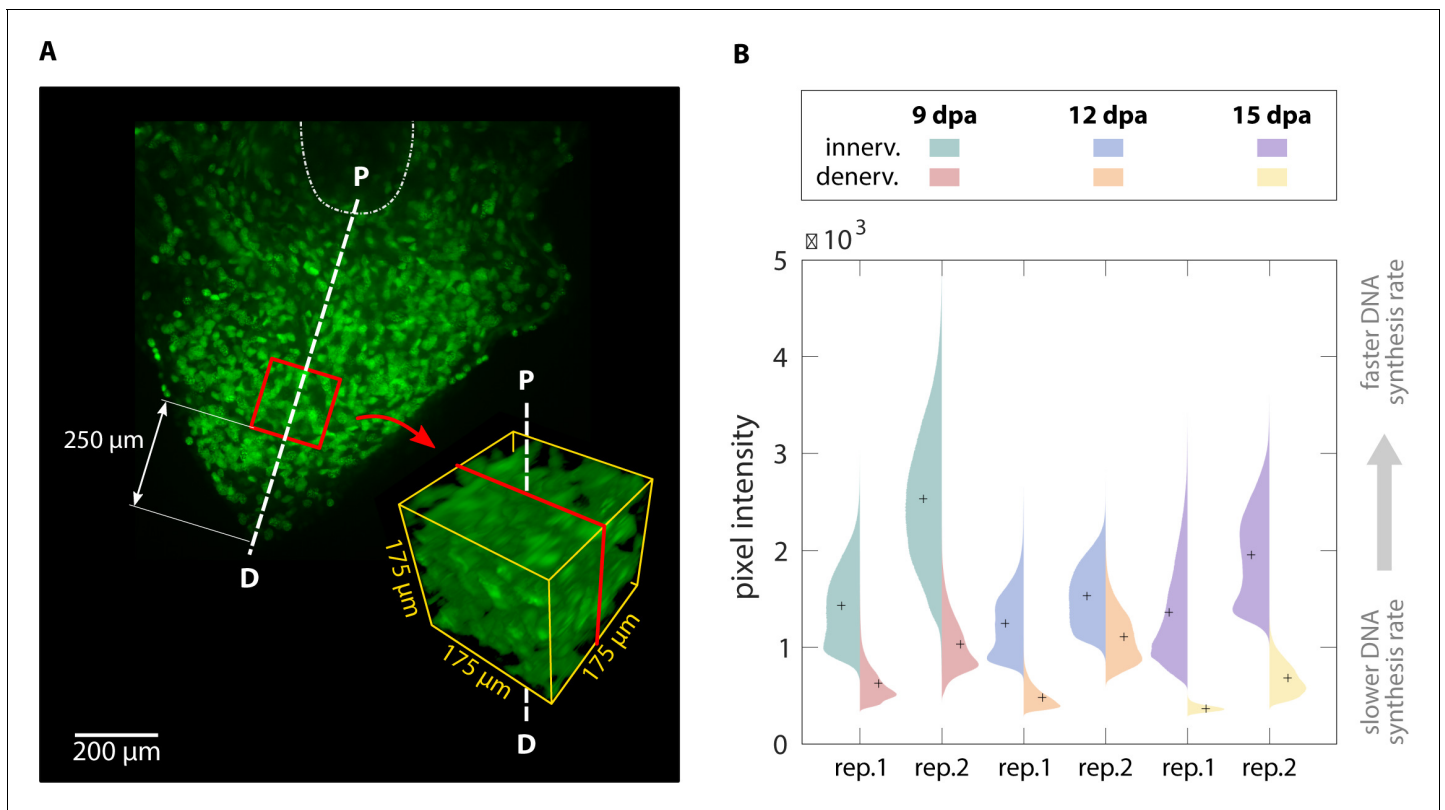 A
P
250 µm
D
P
175 µm
175 µm
175 µm
D
200 µm
B
9 dpa 12 dpa 15 dpa
innerv.
denerv.
10³
5
4
3
2
1
0
pixel intensity
rep.1 rep.2 rep.1 rep.2 rep.1 rep.2
faster DNA
synthesis rate
slower DNA
synthesis rate